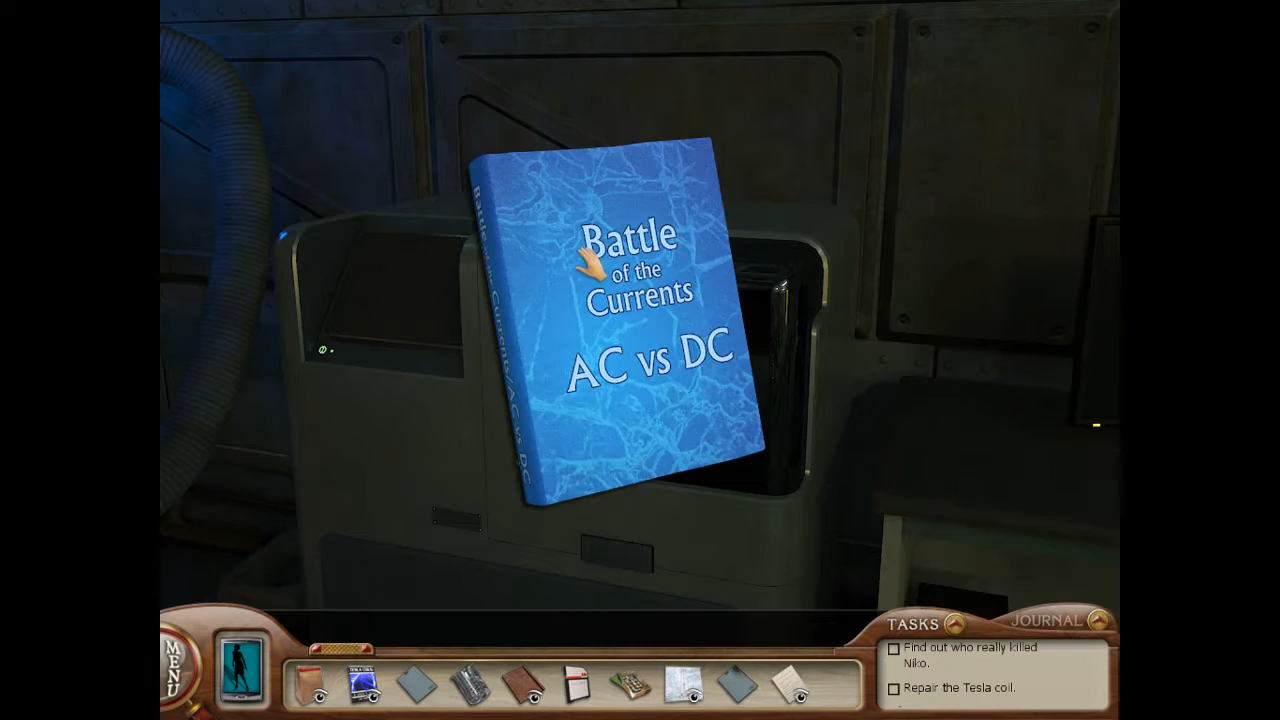 Battle
of the
Currents
AC vs DC
Battle of the Currents/AC vs DC
MENU
TASKS
JOURNAL
Find out who really killed
Niko.
Repair the Tesla coil.